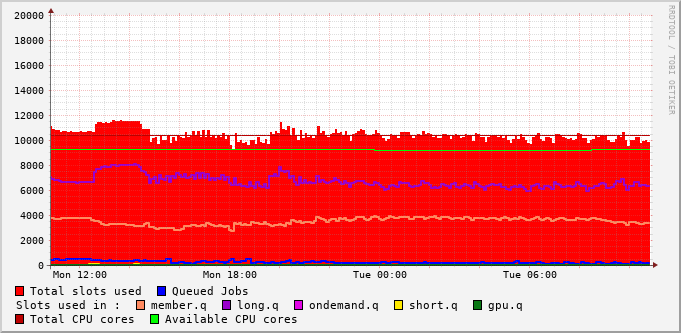 20000
18000
16000
14000
12000
10000
8000
6000
4000
2000
0
Mon 12:00 Mon 18:00 Tue 00:00 Tue 06:00
RRDTOOL / TOBI OETIKER
Total slots used Queued Jobs
Slots used in : member.q long.q ondemand.q short.q gpu.q
Total CPU cores Available CPU cores